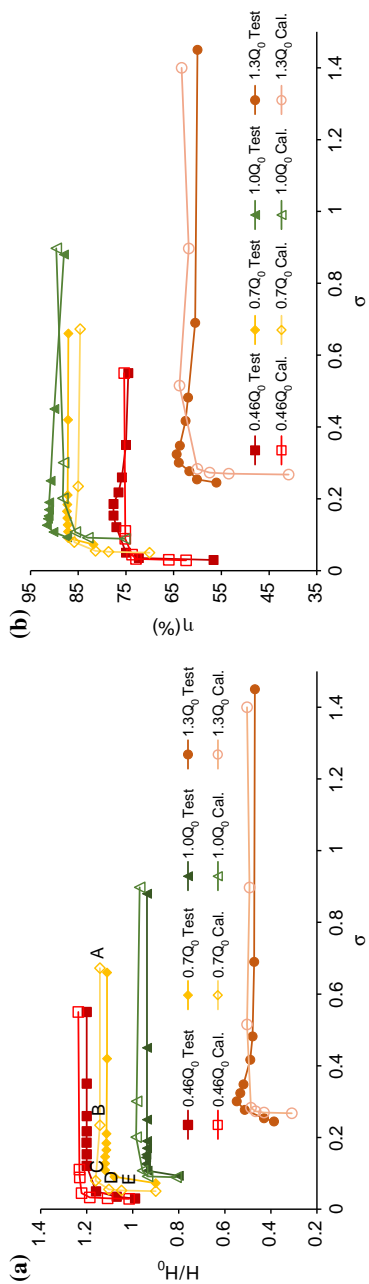 (a)
H/H0
1.4
1.2
1
0.8
0.6
0.4
0.2
0 0.2 0.4 0.6 0.8 1 1.2 1.4
σ
A
B
C
D
E
0.46Q0 Test 0.7Q0 Test 1.0Q0 Test 1.3Q0 Test
0.46Q0 Cal. 0.7Q0 Cal. 1.0Q0 Cal. 1.3Q0 Cal.
(b)
η(%)
95
85
75
65
55
45
35
0 0.2 0.4 0.6 0.8 1 1.2 1.4
σ
0.46Q0 Test 0.7Q0 Test 1.0Q0 Test 1.3Q0 Test
0.46Q0 Cal. 0.7Q0 Cal. 1.0Q0 Cal. 1.3Q0 Cal.